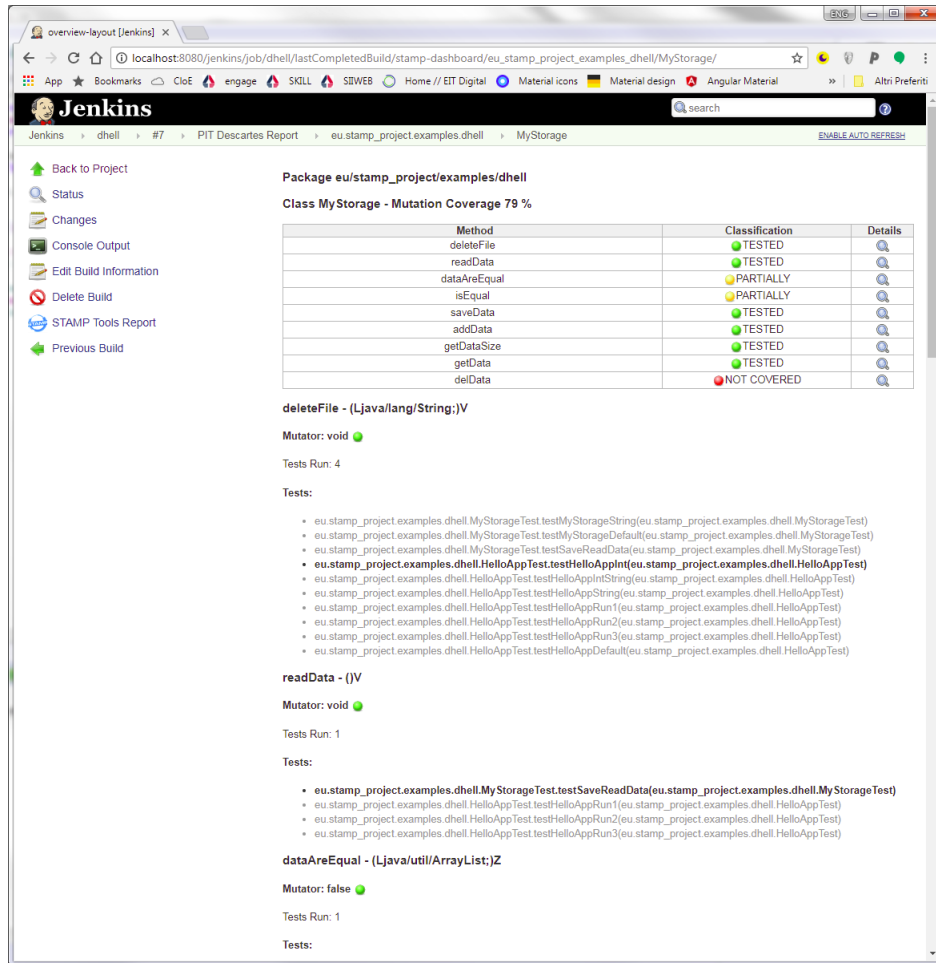 ENG
overview-layout [Jenkins]
localhost:8080/jenkins/job/dhell/lastCompletedBuild/stamp-dashboard/eu_stamp_project_examples_dhell/MyStorage/
App Bookmarks CloE engage SKILL SIIWEB Home // EIT Digital Material icons Material design Angular Material » Altri Preferiti
Jenkins search
Jenkins dhell #7 PIT Descartes Report eu.stamp_project.examples.dhell MyStorage ENABLE AUTO REFRESH
Back to Project
Status
Changes
Console Output
Edit Build Information
Delete Build
STAMP Tools Report
Previous Build
Package eu/stamp_project/examples/dhell
Class MyStorage - Mutation Coverage 79 %
Method Classification Details
deleteFile TESTED
readData TESTED
dataAreEqual PARTIALLY
isEqual PARTIALLY
saveData TESTED
addData TESTED
getDataSize TESTED
getData TESTED
delData NOT COVERED
deleteFile - (Ljava/lang/String;)V
Mutator: void
Tests Run: 4
Tests:
eu.stamp_project.examples.dhell.MyStorageTest.testMyStorageString(eu.stamp_project.examples.dhell.MyStorageTest)
eu.stamp_project.examples.dhell.MyStorageTest.testMyStorageDefault(eu.stamp_project.examples.dhell.MyStorageTest)
eu.stamp_project.examples.dhell.MyStorageTest.testSaveReadData(eu.stamp_project.examples.dhell.MyStorageTest)
eu.stamp_project.examples.dhell.HelloAppTest.testHelloAppInt(eu.stamp_project.examples.dhell.HelloAppTest)
eu.stamp_project.examples.dhell.HelloAppTest.testHelloAppIntString(eu.stamp_project.examples.dhell.HelloAppTest)
eu.stamp_project.examples.dhell.HelloAppTest.testHelloAppString(eu.stamp_project.examples.dhell.HelloAppTest)
eu.stamp_project.examples.dhell.HelloAppTest.testHelloAppRun1(eu.stamp_project.examples.dhell.HelloAppTest)
eu.stamp_project.examples.dhell.HelloAppTest.testHelloAppRun2(eu.stamp_project.examples.dhell.HelloAppTest)
eu.stamp_project.examples.dhell.HelloAppTest.testHelloAppRun3(eu.stamp_project.examples.dhell.HelloAppTest)
eu.stamp_project.examples.dhell.HelloAppTest.testHelloAppDefault(eu.stamp_project.examples.dhell.HelloAppTest)
readData - ()V
Mutator: void
Tests Run: 1
Tests:
eu.stamp_project.examples.dhell.MyStorageTest.testSaveReadData(eu.stamp_project.examples.dhell.MyStorageTest)
eu.stamp_project.examples.dhell.HelloAppTest.testHelloAppRun1(eu.stamp_project.examples.dhell.HelloAppTest)
eu.stamp_project.examples.dhell.HelloAppTest.testHelloAppRun2(eu.stamp_project.examples.dhell.HelloAppTest)
eu.stamp_project.examples.dhell.HelloAppTest.testHelloAppRun3(eu.stamp_project.examples.dhell.HelloAppTest)
dataAreEqual - (Ljava/util/ArrayList;)Z
Mutator: false
Tests Run: 1
Tests: